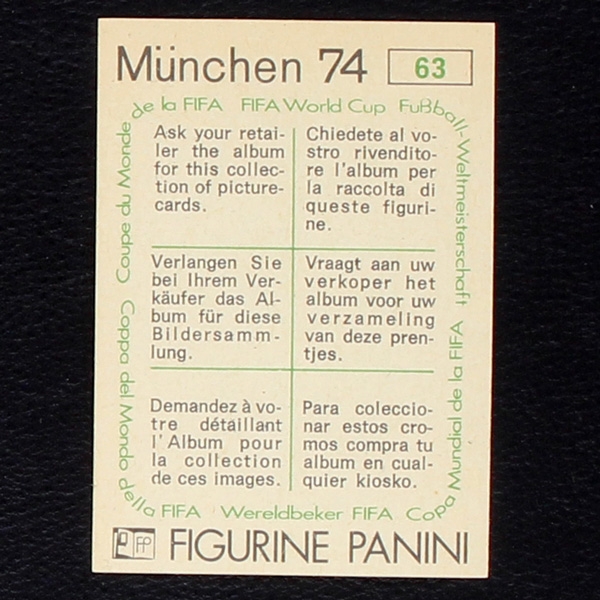 München 74 63
de la FIFA FIFA World Cup Fußball-Weltmeisterschaft
Ask your retai-
ler the album
for this collec-
tion of picture-
cards.
Chiedete al vo-
stro rivendito-
re l'album per
la raccolta di
queste figuri-
ne.
Verlangen Sie
bei Ihrem Ver-
käufer das Al-
bum für diese
Bildersamm-
lung.
Vraagt aan uw
verkoper het
album voor uw
verzameling
van deze pren-
tjes.
Demandez à vo-
tre détaillant
l'Album pour
la collection
de ces images.
Para coleccio-
nar estos cro-
mos compra tu
album en cual-
quier kiosko.
Coupe du Monde
Coppa del Mondo della FIFA
Wereldbeker FIFA
Copa Mundial de la FIFA
FP FIGURINE PANINI